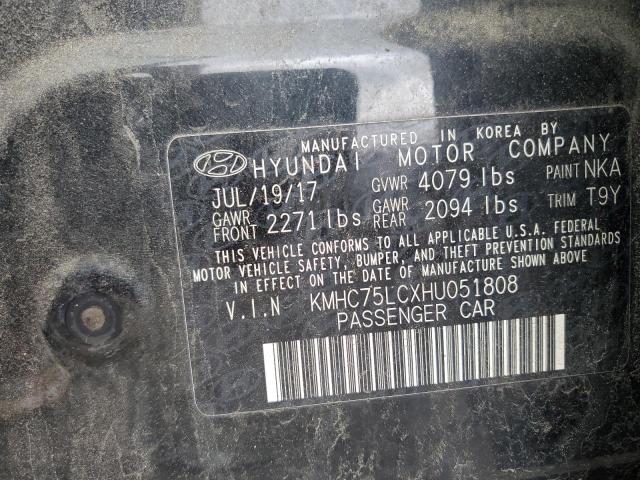 MANUFACTURED IN KOREA BY
HYUNDAI MOTOR COMPANY
JUL/19/17 GVWR 4079 lbs PAINT NKA
GAWR FRONT 2271 lbs GAWR REAR 2094 lbs TRIM T9Y
THIS VEHICLE CONFORMS TO ALL APPLICABLE U.S.A. FEDERAL
MOTOR VEHICLE SAFETY, BUMPER, AND THEFT PREVENTION STANDARDS
IN EFFECT ON THE DATE OF MANUFACTURE SHOWN ABOVE
V.I.N KMHC75LCXHU051808
PASSENGER CAR